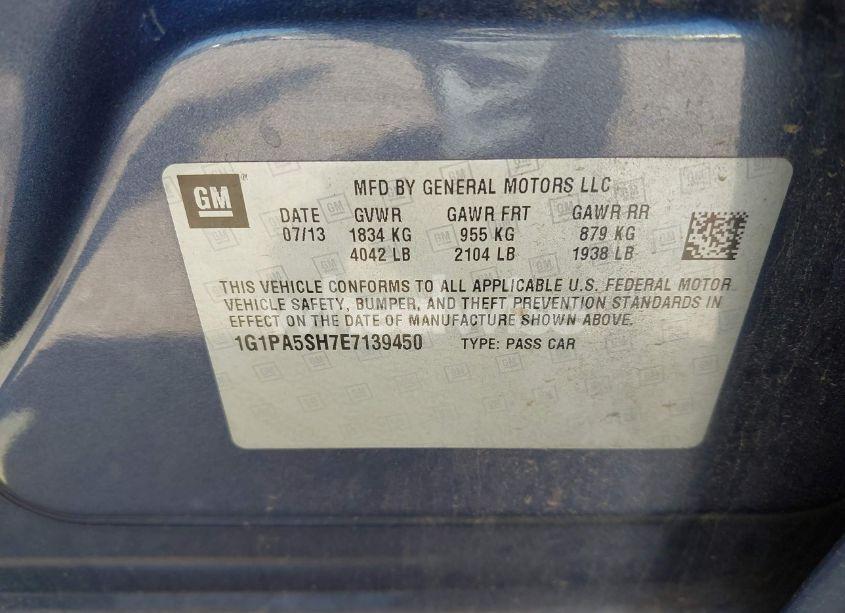 GM
MFD BY GENERAL MOTORS LLC
DATE GVWR GAWR FRT GAWR RR
07/13 1834 KG 955 KG 879 KG
4042 LB 2104 LB 1938 LB
THIS VEHICLE CONFORMS TO ALL APPLICABLE U.S. FEDERAL MOTOR
VEHICLE SAFETY, BUMPER, AND THEFT PREVENTION STANDARDS IN
EFFECT ON THE DATE OF MANUFACTURE SHOWN ABOVE.
1G1PA5SH7E7139450 TYPE: PASS CAR